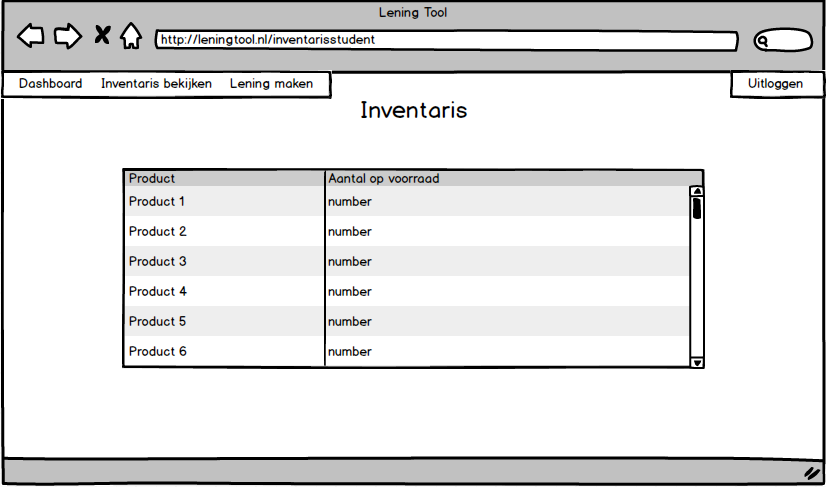 Lening Tool
http://leningtool.nl/inventarisstudent
Dashboard Inventaris bekijken Lening maken Uitloggen
Inventaris
Product Aantal op voorraad
Product 1 number
Product 2 number
Product 3 number
Product 4 number
Product 5 number
Product 6 number